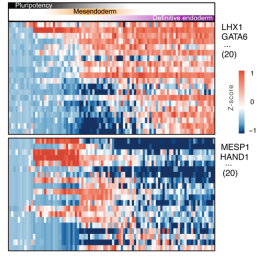 Pluripotency
Mesendoderm
Definitive endoderm
LHX1
GATA6
...
(20)
1
0
−1
Z-score
MESP1
HAND1
...
(20)